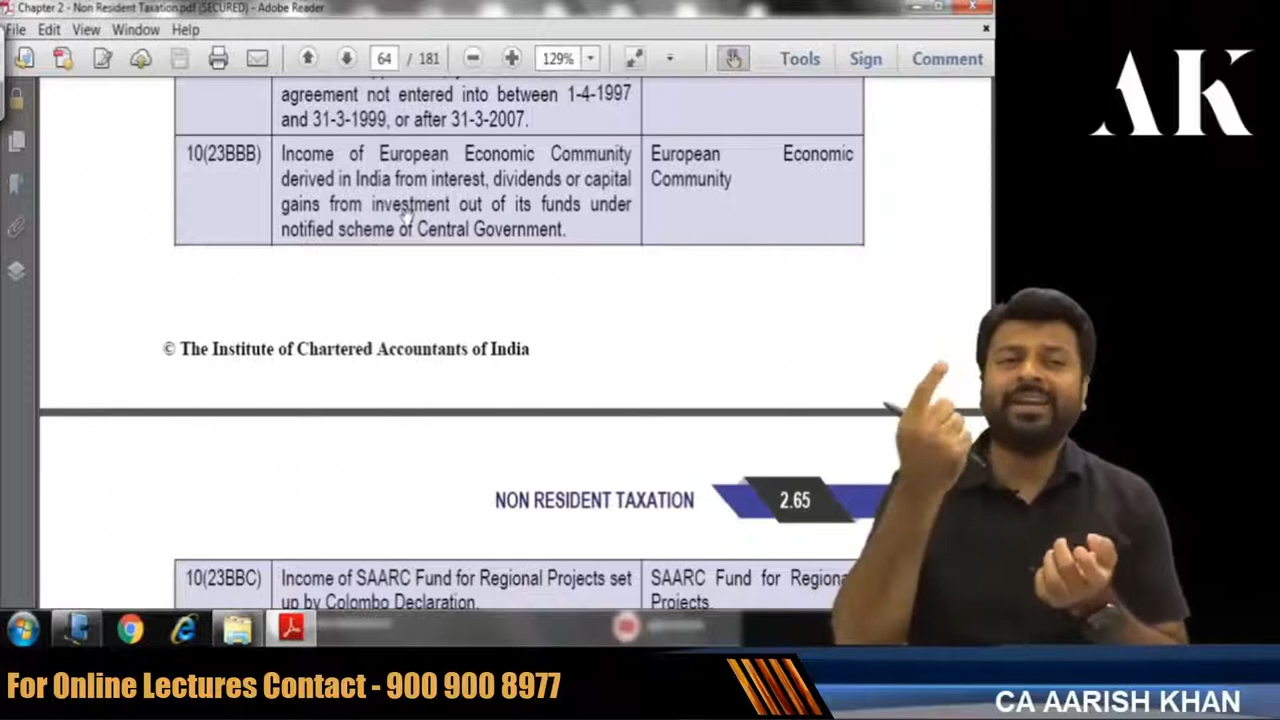 Chapter 2 - Non Resident Taxation.pdf (SECURED) - Adobe Reader
File Edit View Window Help
64 / 181 129% Tools Sign Comment
AK
agreement not entered into between 1-4-1997
and 31-3-1999, or after 31-3-2007.
10(23BBB) Income of European Economic Community European Economic
derived in India from interest, dividends or capital Community
gains from investment out of its funds under
notified scheme of Central Government.
© The Institute of Chartered Accountants of India
NON RESIDENT TAXATION 2.65
10(23BBC) Income of SAARC Fund for Regional Projects set SAARC Fund for Regiona
up by Colombo Declaration. Projects.
For Online Lectures Contact - 900 900 8977
CA AARISH KHAN